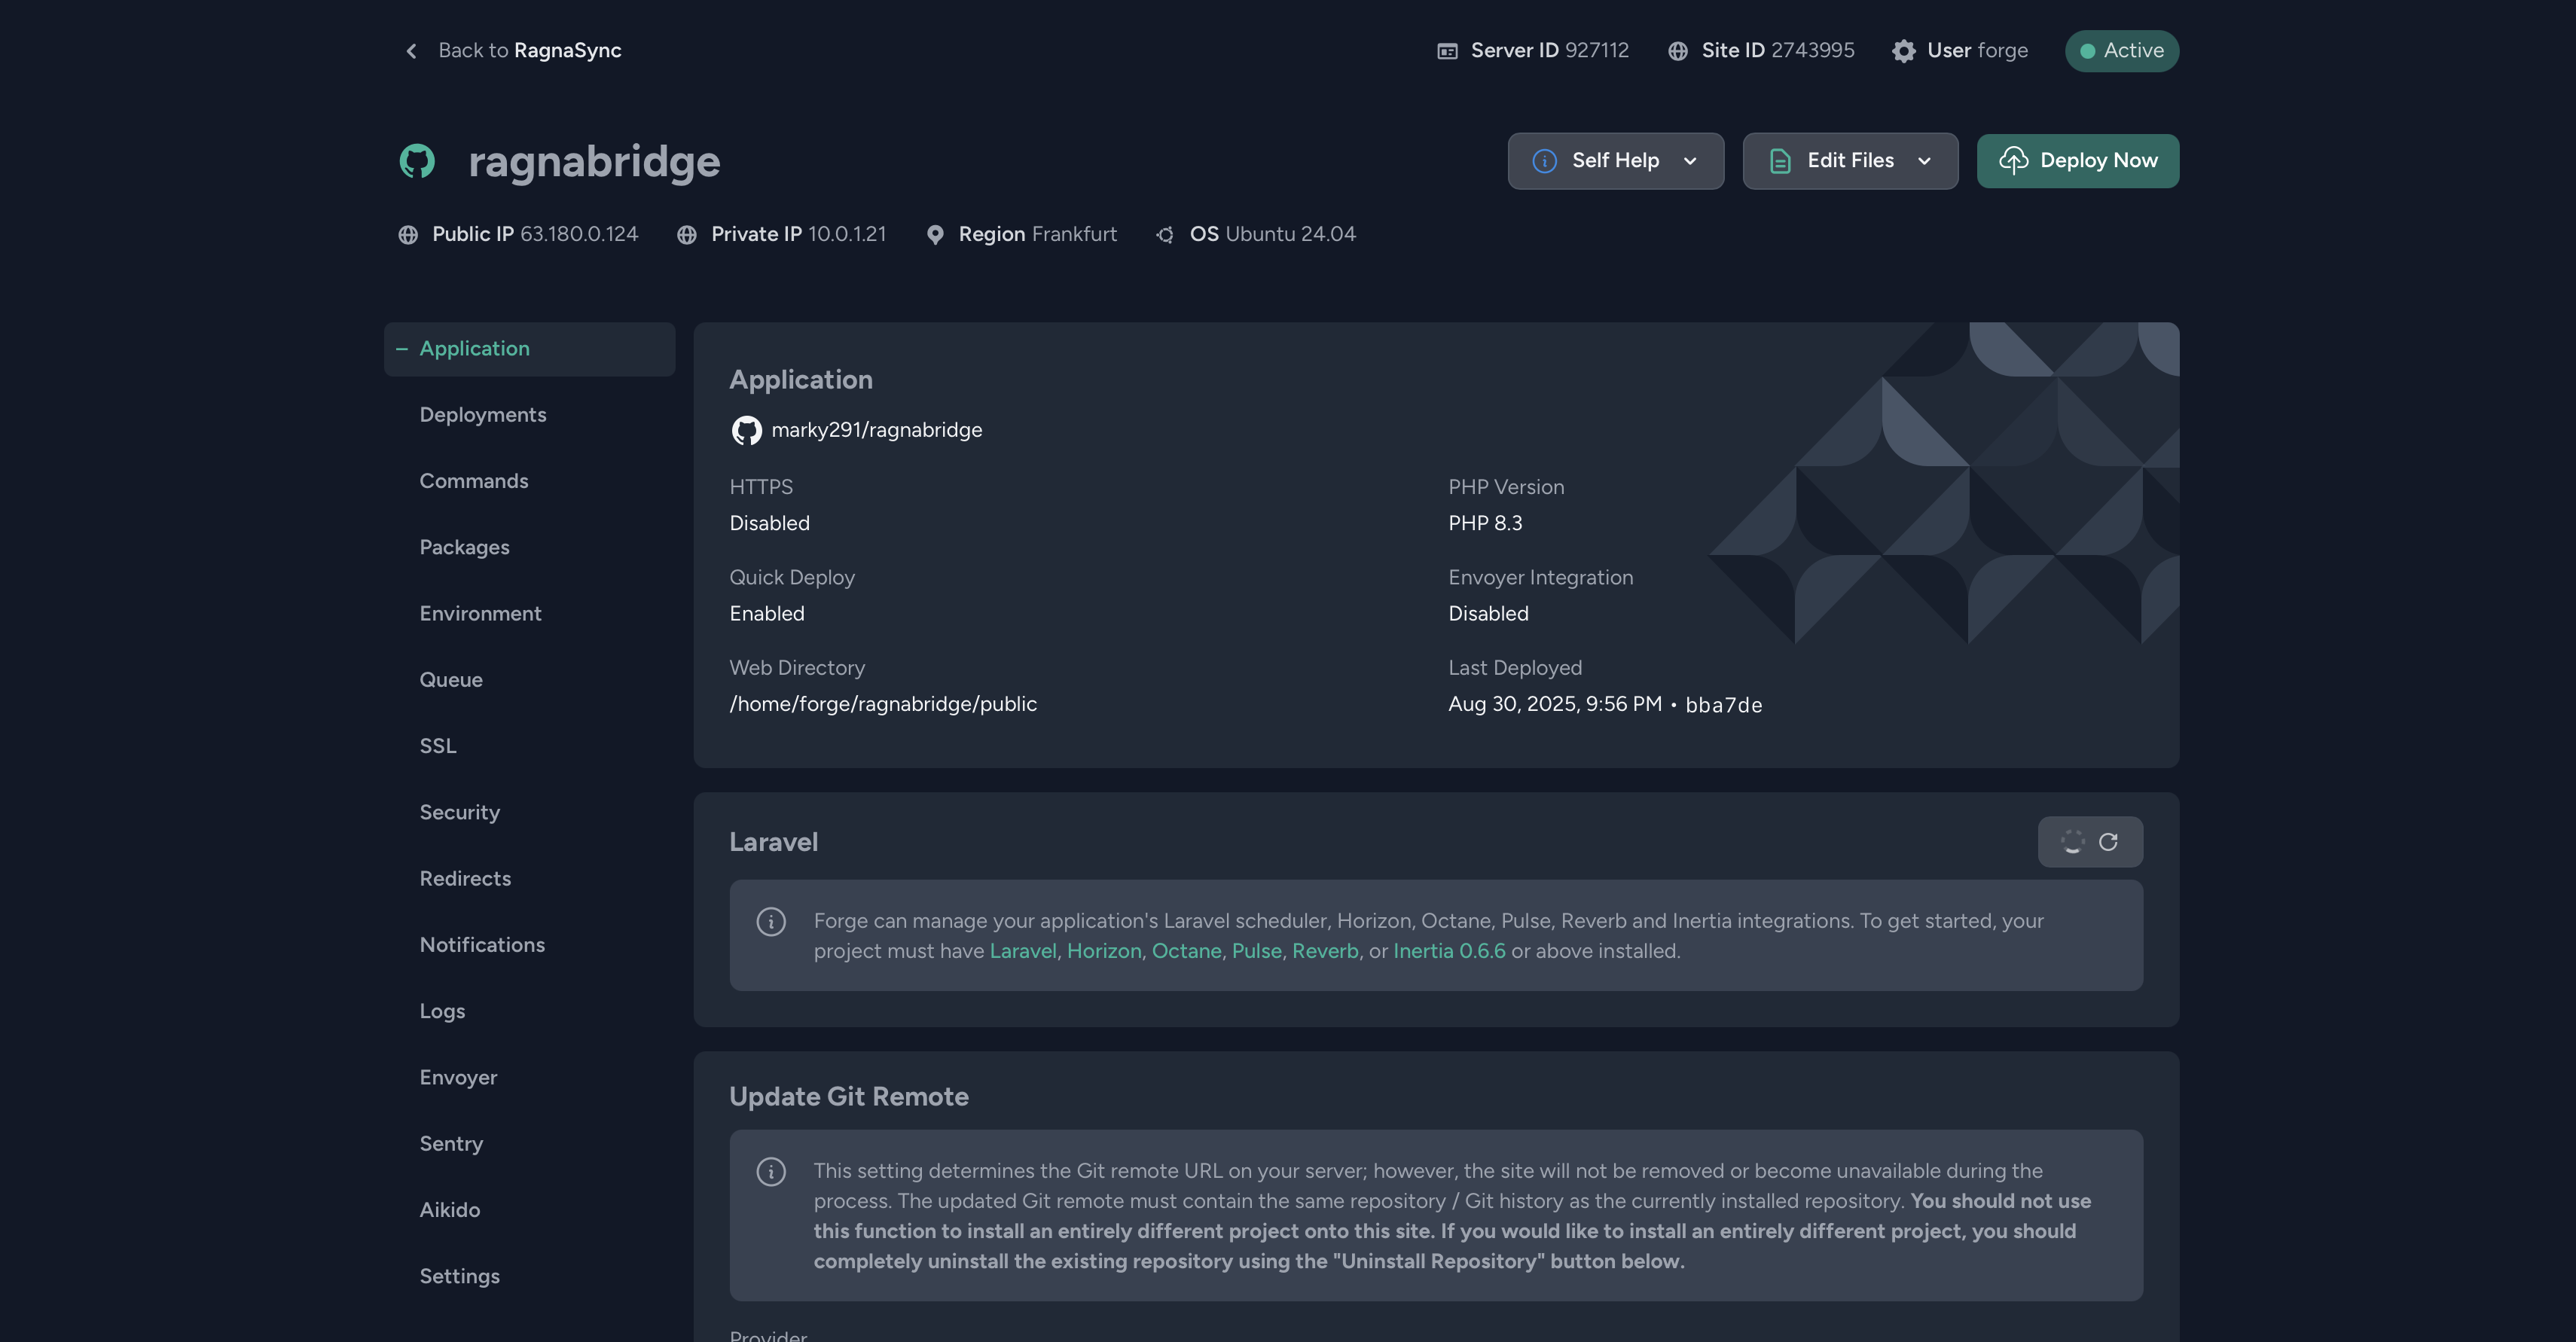 Back to RagnaSync
Server ID 927112
Site ID 2743995
User forge
Active
ragnabridge
Self Help
Edit Files
Deploy Now
Public IP 63.180.0.124
Private IP 10.0.1.21
Region Frankfurt
OS Ubuntu 24.04
Application
Deployments
Commands
Packages
Environment
Queue
SSL
Security
Redirects
Notifications
Logs
Envoyer
Sentry
Aikido
Settings
Application
marky291/ragnabridge
HTTPS
Disabled
PHP Version
PHP 8.3
Quick Deploy
Enabled
Envoyer Integration
Disabled
Web Directory
/home/forge/ragnabridge/public
Last Deployed
Aug 30, 2025, 9:56 PM • bba7de
Laravel
Forge can manage your application's Laravel scheduler, Horizon, Octane, Pulse, Reverb and Inertia integrations. To get started, your
project must have Laravel, Horizon, Octane, Pulse, Reverb, or Inertia 0.6.6 or above installed.
Update Git Remote
This setting determines the Git remote URL on your server; however, the site will not be removed or become unavailable during the
process. The updated Git remote must contain the same repository / Git history as the currently installed repository. You should not use
this function to install an entirely different project onto this site. If you would like to install an entirely different project, you should
completely uninstall the existing repository using the "Uninstall Repository" button below.
Provider